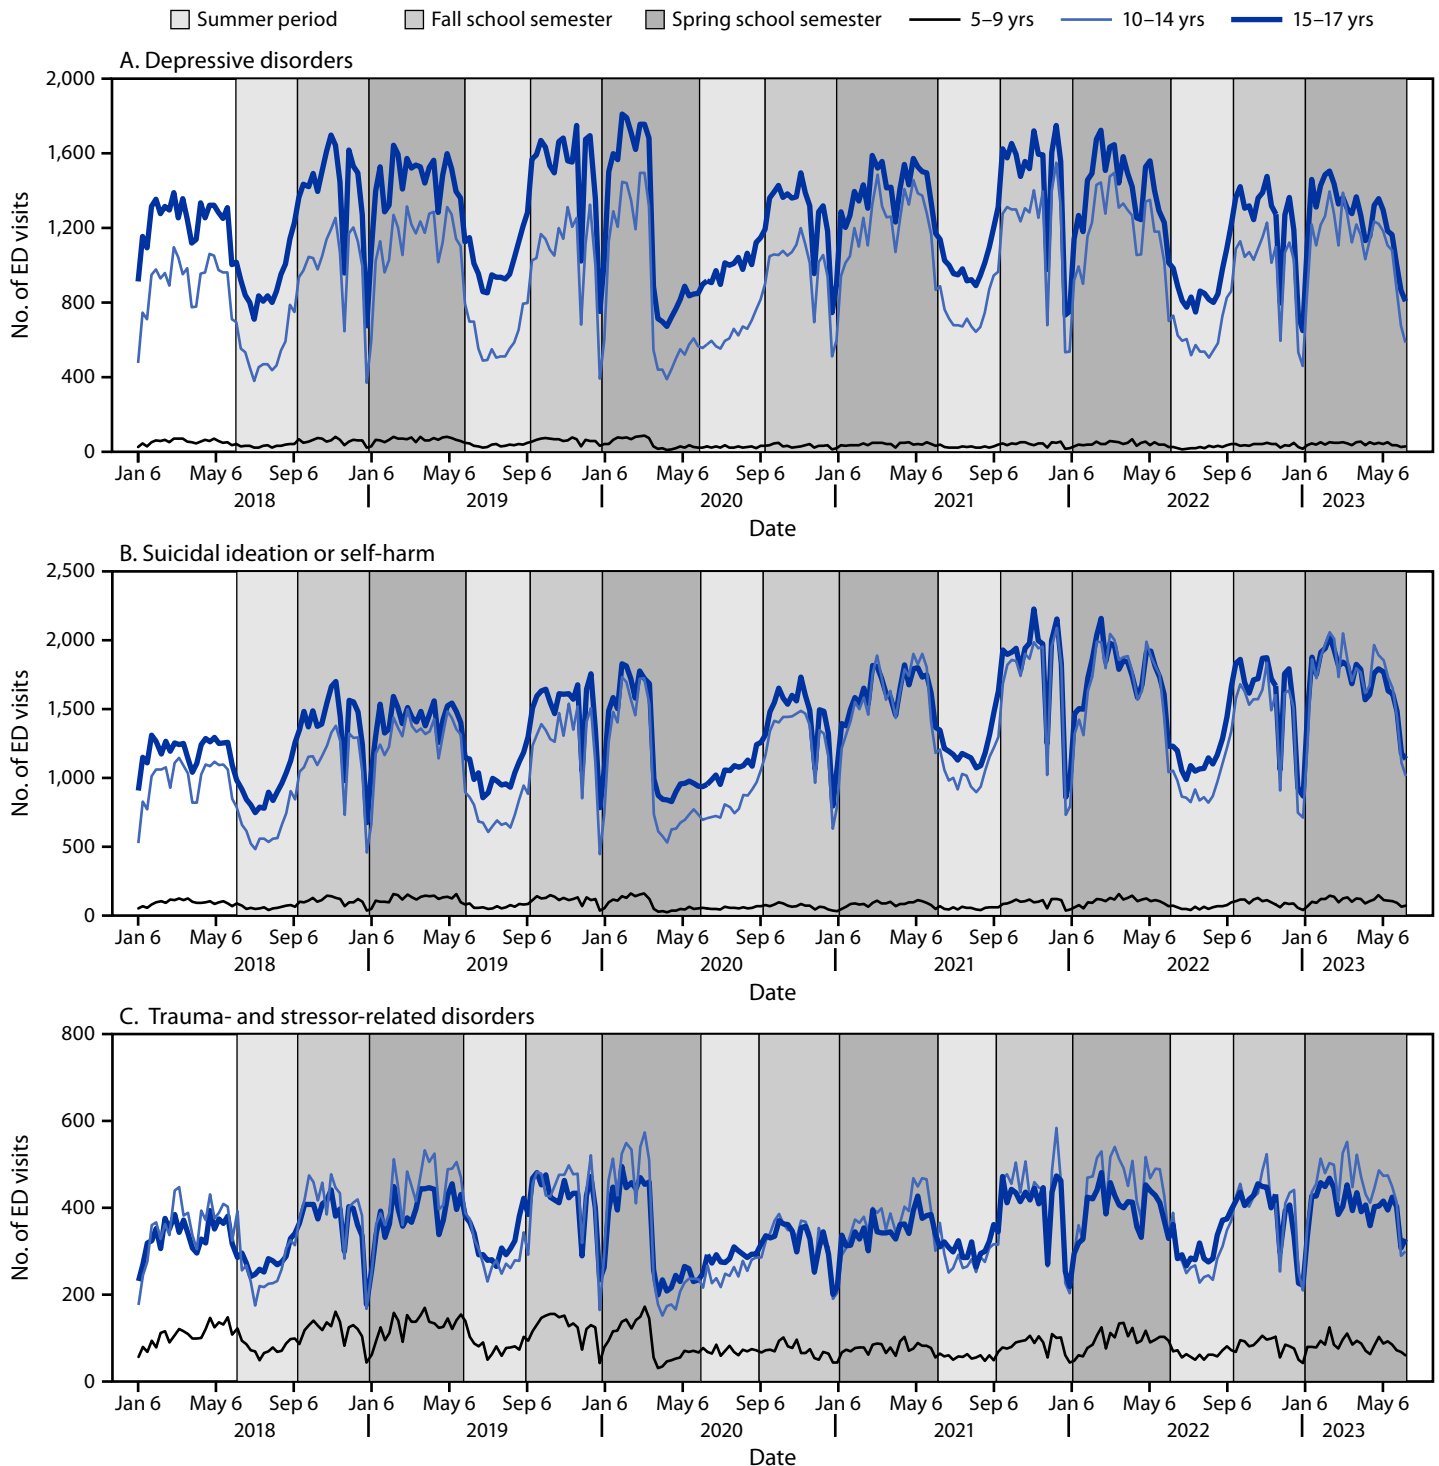 Summer period Fall school semester Spring school semester 5–9 yrs 10–14 yrs 15–17 yrs
A. Depressive disorders
No. of ED visits
2,000
1,600
1,200
800
400
0
Jan 6 May 6 Sep 6 Jan 6 May 6 Sep 6 Jan 6 May 6 Sep 6 Jan 6 May 6 Sep 6 Jan 6 May 6 Sep 6 Jan 6 May 6
2018 2019 2020 2021 2022 2023
Date
B. Suicidal ideation or self-harm
No. of ED visits
2,500
2,000
1,500
1,000
500
0
Jan 6 May 6 Sep 6 Jan 6 May 6 Sep 6 Jan 6 May 6 Sep 6 Jan 6 May 6 Sep 6 Jan 6 May 6 Sep 6 Jan 6 May 6
2018 2019 2020 2021 2022 2023
Date
C. Trauma- and stressor-related disorders
No. of ED visits
800
600
400
200
0
Jan 6 May 6 Sep 6 Jan 6 May 6 Sep 6 Jan 6 May 6 Sep 6 Jan 6 May 6 Sep 6 Jan 6 May 6 Sep 6 Jan 6 May 6
2018 2019 2020 2021 2022 2023
Date